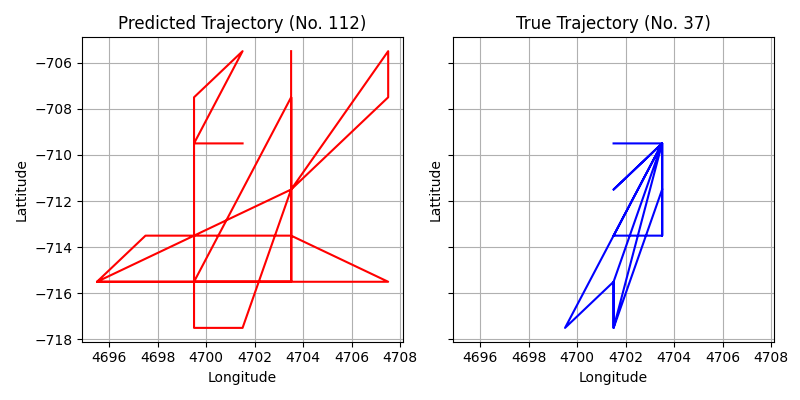 Predicted Trajectory (No. 112)
True Trajectory (No. 37)
Lattitude
−706
−708
−710
−712
−714
−716
−718
4696 4698 4700 4702 4704 4706 4708
Longitude
Lattitude
4696 4698 4700 4702 4704 4706 4708
Longitude